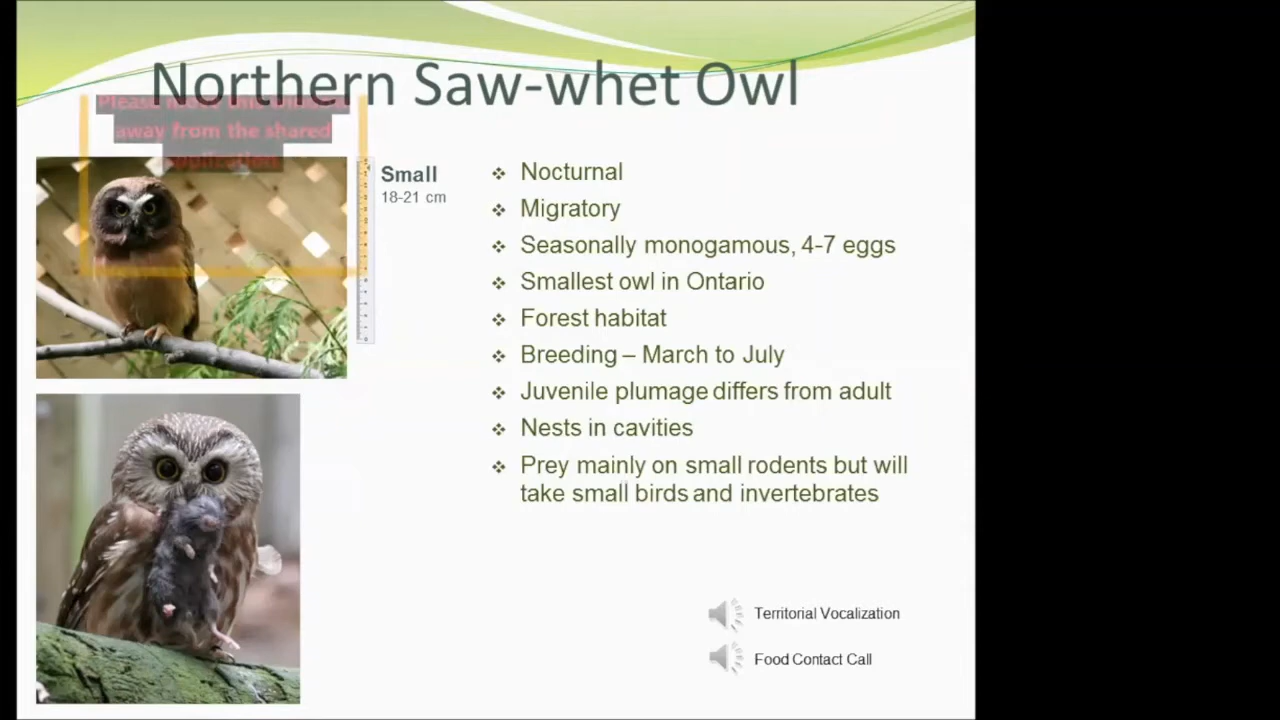 Northern Saw-whet Owl
Please move this window
away from the shared
application
Small
18-21 cm
Nocturnal
Migratory
Seasonally monogamous, 4-7 eggs
Smallest owl in Ontario
Forest habitat
Breeding – March to July
Juvenile plumage differs from adult
Nests in cavities
Prey mainly on small rodents but will
take small birds and invertebrates
Territorial Vocalization
Food Contact Call